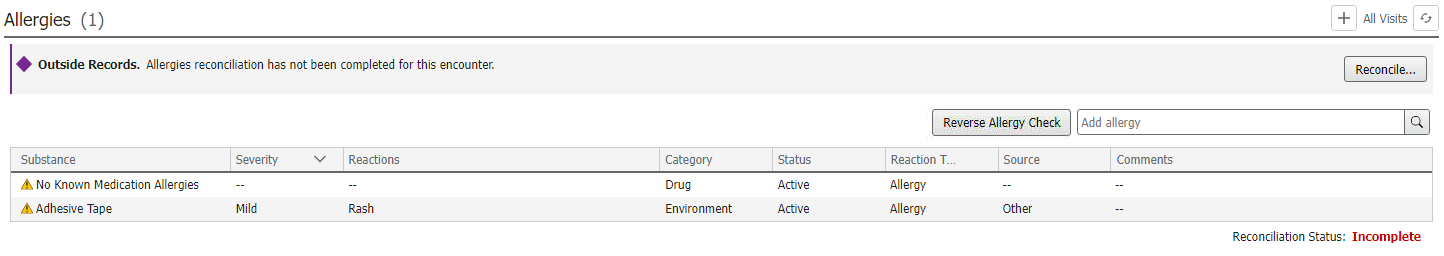 Allergies (1) All Visits
Outside Records. Allergies reconciliation has not been completed for this encounter. Reconcile...
Reverse Allergy Check Add allergy
Substance Severity Reactions Category Status Reaction T... Source Comments
No Known Medication Allergies -- -- Drug Active Allergy -- --
Adhesive Tape Mild Rash Environment Active Allergy Other --
Reconciliation Status: Incomplete